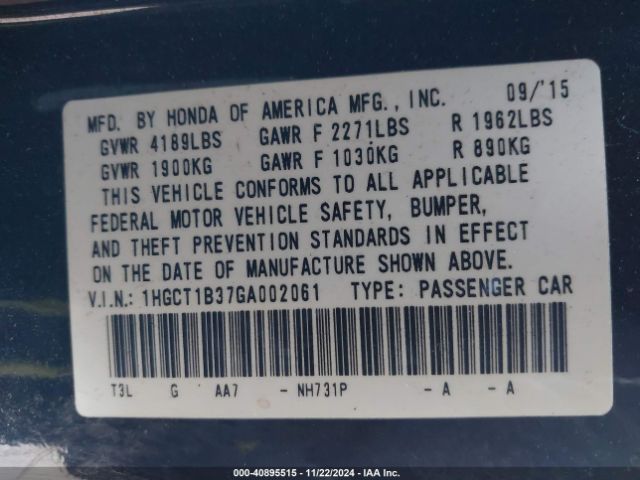 MFD. BY HONDA OF AMERICA MFG., INC. 09/'15
GVWR 4189LBS GAWR F 2271LBS R 1962LBS
GVWR 1900KG GAWR F 1030KG R 890KG
THIS VEHICLE CONFORMS TO ALL APPLICABLE
FEDERAL MOTOR VEHICLE SAFETY, BUMPER,
AND THEFT PREVENTION STANDARDS IN EFFECT
ON THE DATE OF MANUFACTURE SHOWN ABOVE.
V.I.N.: 1HGCT1B37GA002061 TYPE: PASSENGER CAR
T3L G AA7 - NH731P - A - A
© - 40895515 - 11/22/2024 - IAA Inc.